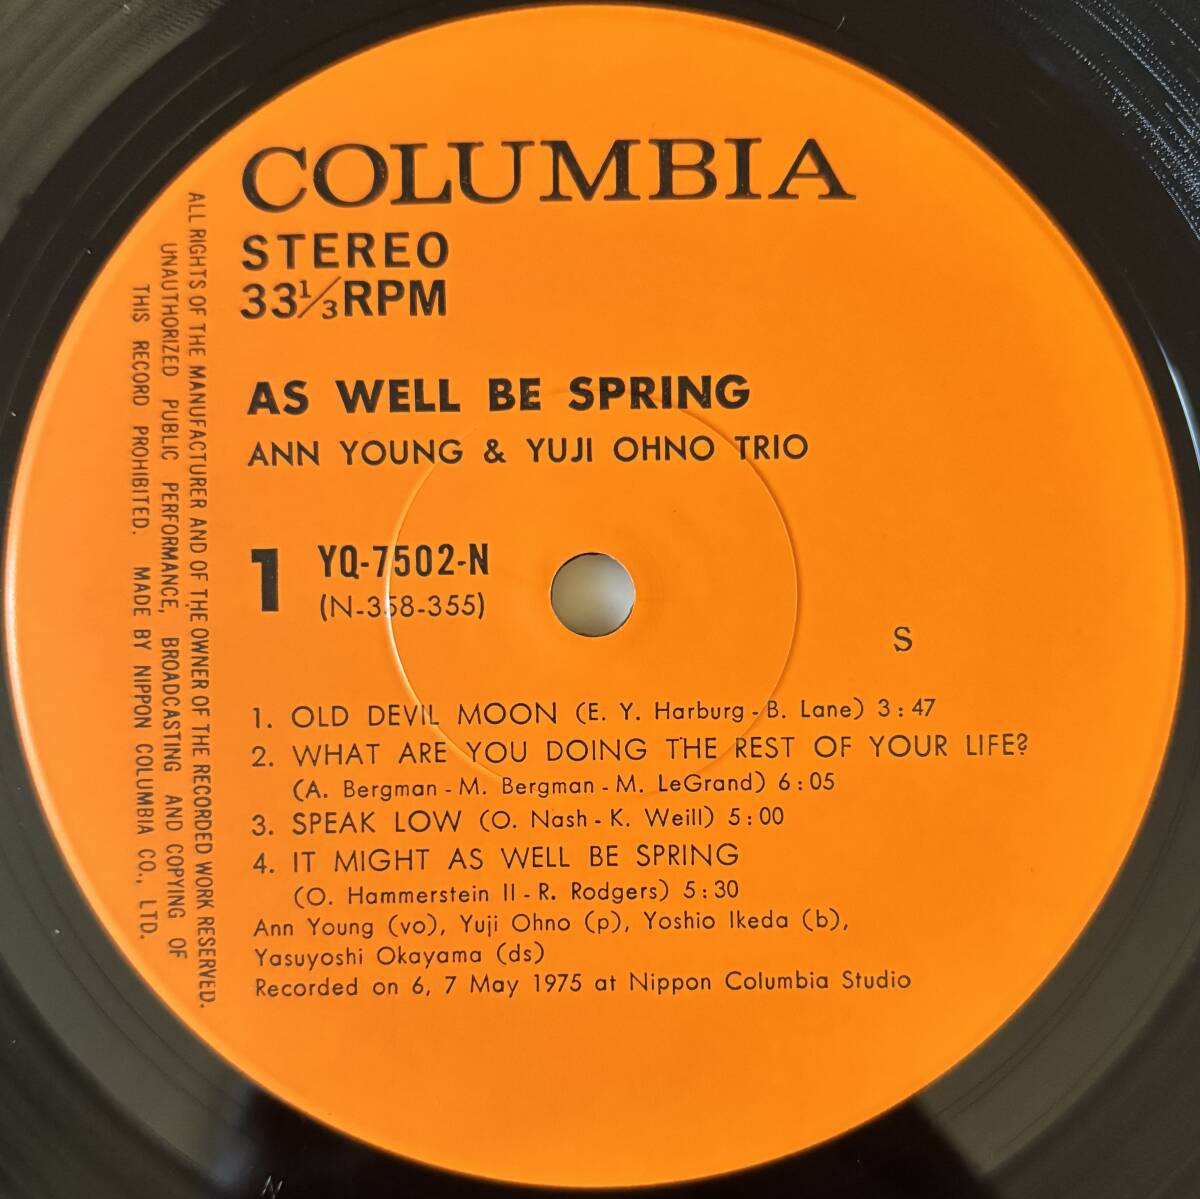 COLUMBIA
STEREO
33⅓RPM
AS WELL BE SPRING
ANN YOUNG & YUJI OHNO TRIO
1 YQ-7502-N
(N-358-355)
S
1. OLD DEVIL MOON (E. Y. Harburg - B. Lane) 3:47
2. WHAT ARE YOU DOING THE REST OF YOUR LIFE?
(A. Bergman - M. Bergman - M. LeGrand) 6:05
3. SPEAK LOW (O. Nash - K. Weill) 5:00
4. IT MIGHT AS WELL BE SPRING
(O. Hammerstein II - R. Rodgers) 5:30
Ann Young (vo), Yuji Ohno (p), Yoshio Ikeda (b),
Yasuyoshi Okayama (ds)
Recorded on 6, 7 May 1975 at Nippon Columbia Studio
ALL RIGHTS OF THE MANUFACTURER AND OF THE OWNER OF THE RECORDED WORK RESERVED.
UNAUTHORIZED PUBLIC PERFORMANCE, BROADCASTING AND COPYING OF
THIS RECORD PROHIBITED. MADE BY NIPPON COLUMBIA CO., LTD.